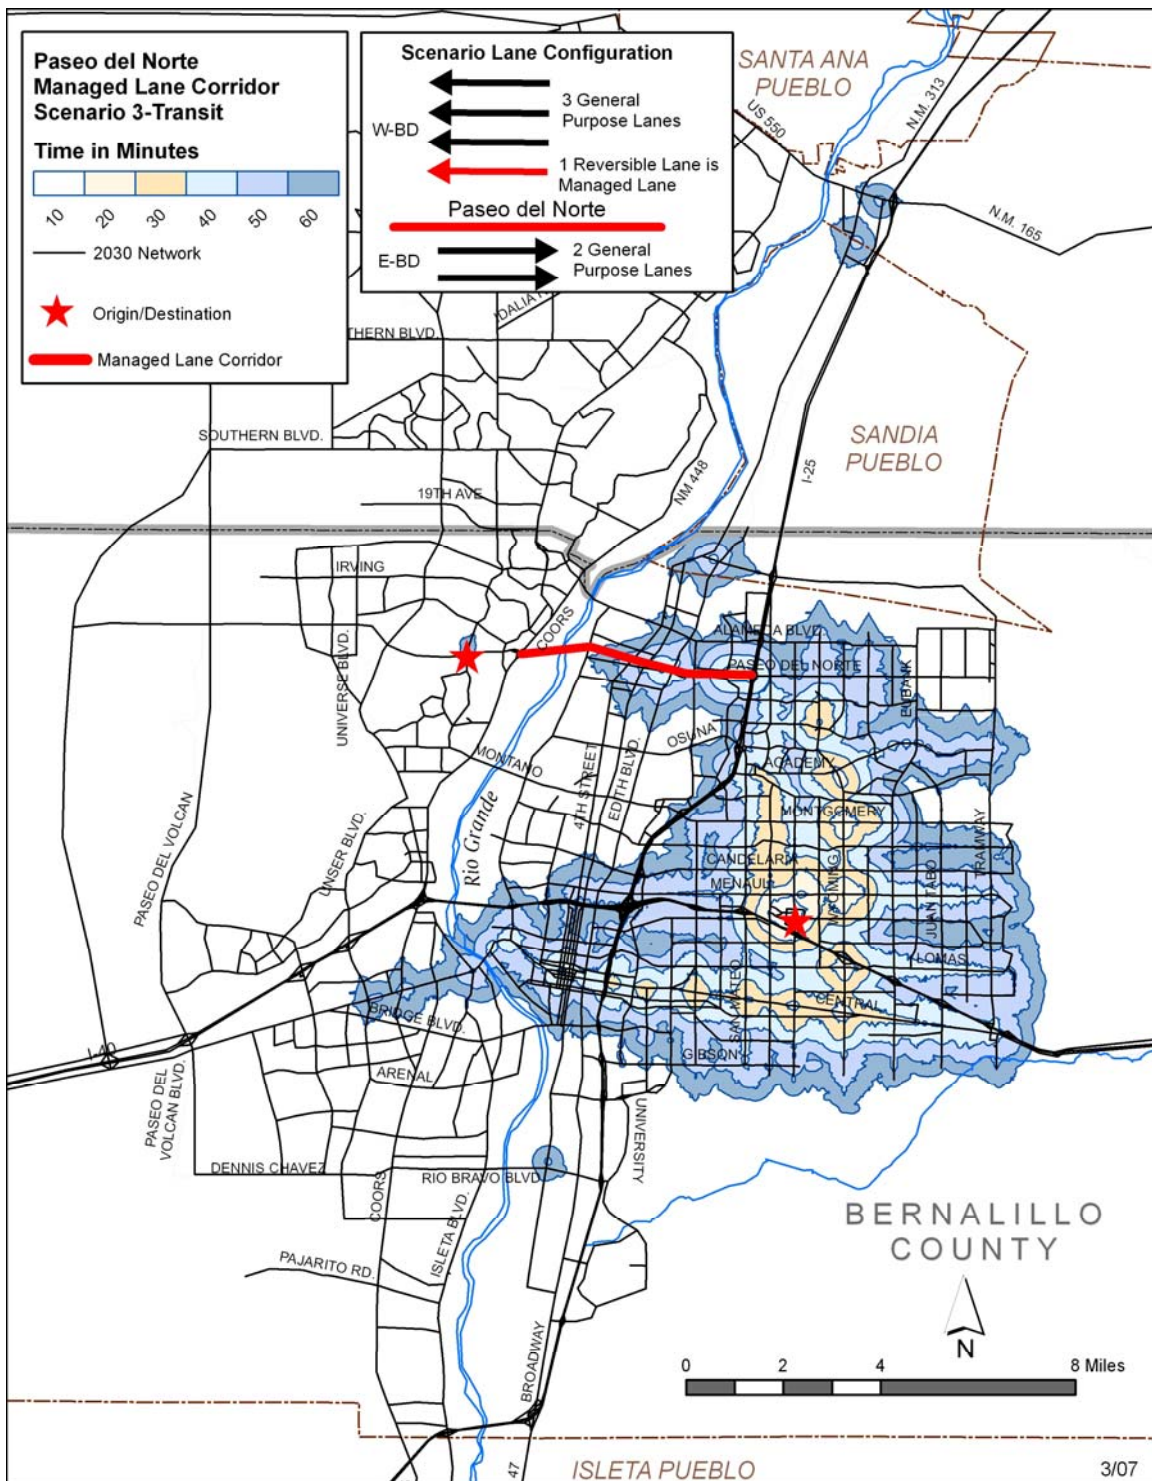 Paseo del Norte
Managed Lane Corridor
Scenario 3-Transit
Time in Minutes
10 20 30 40 50 60
2030 Network
Origin/Destination
Managed Lane Corridor
Scenario Lane Configuration
W-BD
3 General
Purpose Lanes
1 Reversible Lane is
Managed Lane
Paseo del Norte
E-BD
2 General
Purpose Lanes
SANTA ANA
PUEBLO
US 550
N.M. 313
N.M. 165
IDALIA
THERN BLVD.
SOUTHERN BLVD.
SANDIA
PUEBLO
I-25
NM 448
19TH AVE
IRVING
COORS
ALAMEDA BLVD.
UNIVERSE BLVD.
PASEO DEL NORTE
EUBANK
OSUNA
MONTANO
4TH STREET
EDITH BLVD.
ACADEMY
MONTGOMERY
PASEO DEL VOLCAN
UNSER BLVD.
Rio Grande
CANDELARIA
MENAUL
WYOMING
JUAN TABO
TRAMWAY
LOMAS
SAN MATEO
CENTRAL
BRIDGE BLVD.
GIBSON
I-40
ARENAL
PASEO DEL
VOLCAN BLVD.
UNIVERSITY
DENNIS CHAVEZ
RIO BRAVO BLVD.
COORS
ISLETA BLVD.
BERNALILLO
COUNTY
PAJARITO RD.
N
BROADWAY
0 2 4 8 Miles
47
ISLETA PUEBLO
3/07